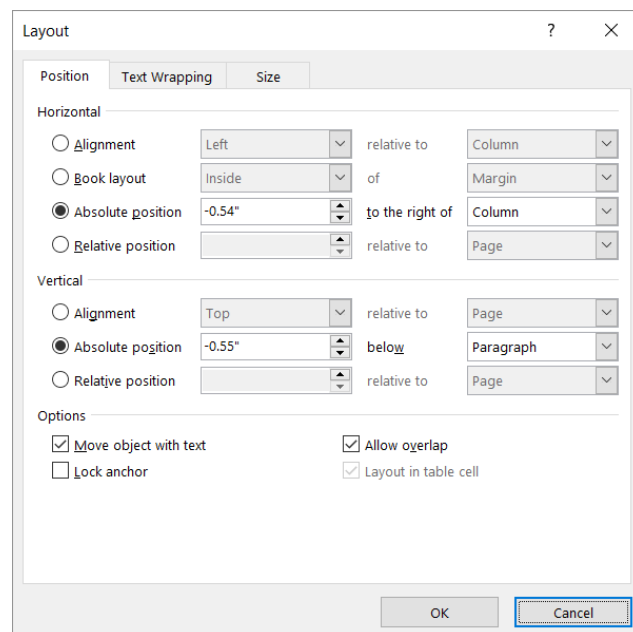 Layout ?
Position Text Wrapping Size
Horizontal
Alignment Left relative to Column
Book layout Inside of Margin
Absolute position -0.54" to the right of Column
Relative position relative to Page
Vertical
Alignment Top relative to Page
Absolute position -0.55" below Paragraph
Relative position relative to Page
Options
Move object with text Allow overlap
Lock anchor Layout in table cell
OK Cancel